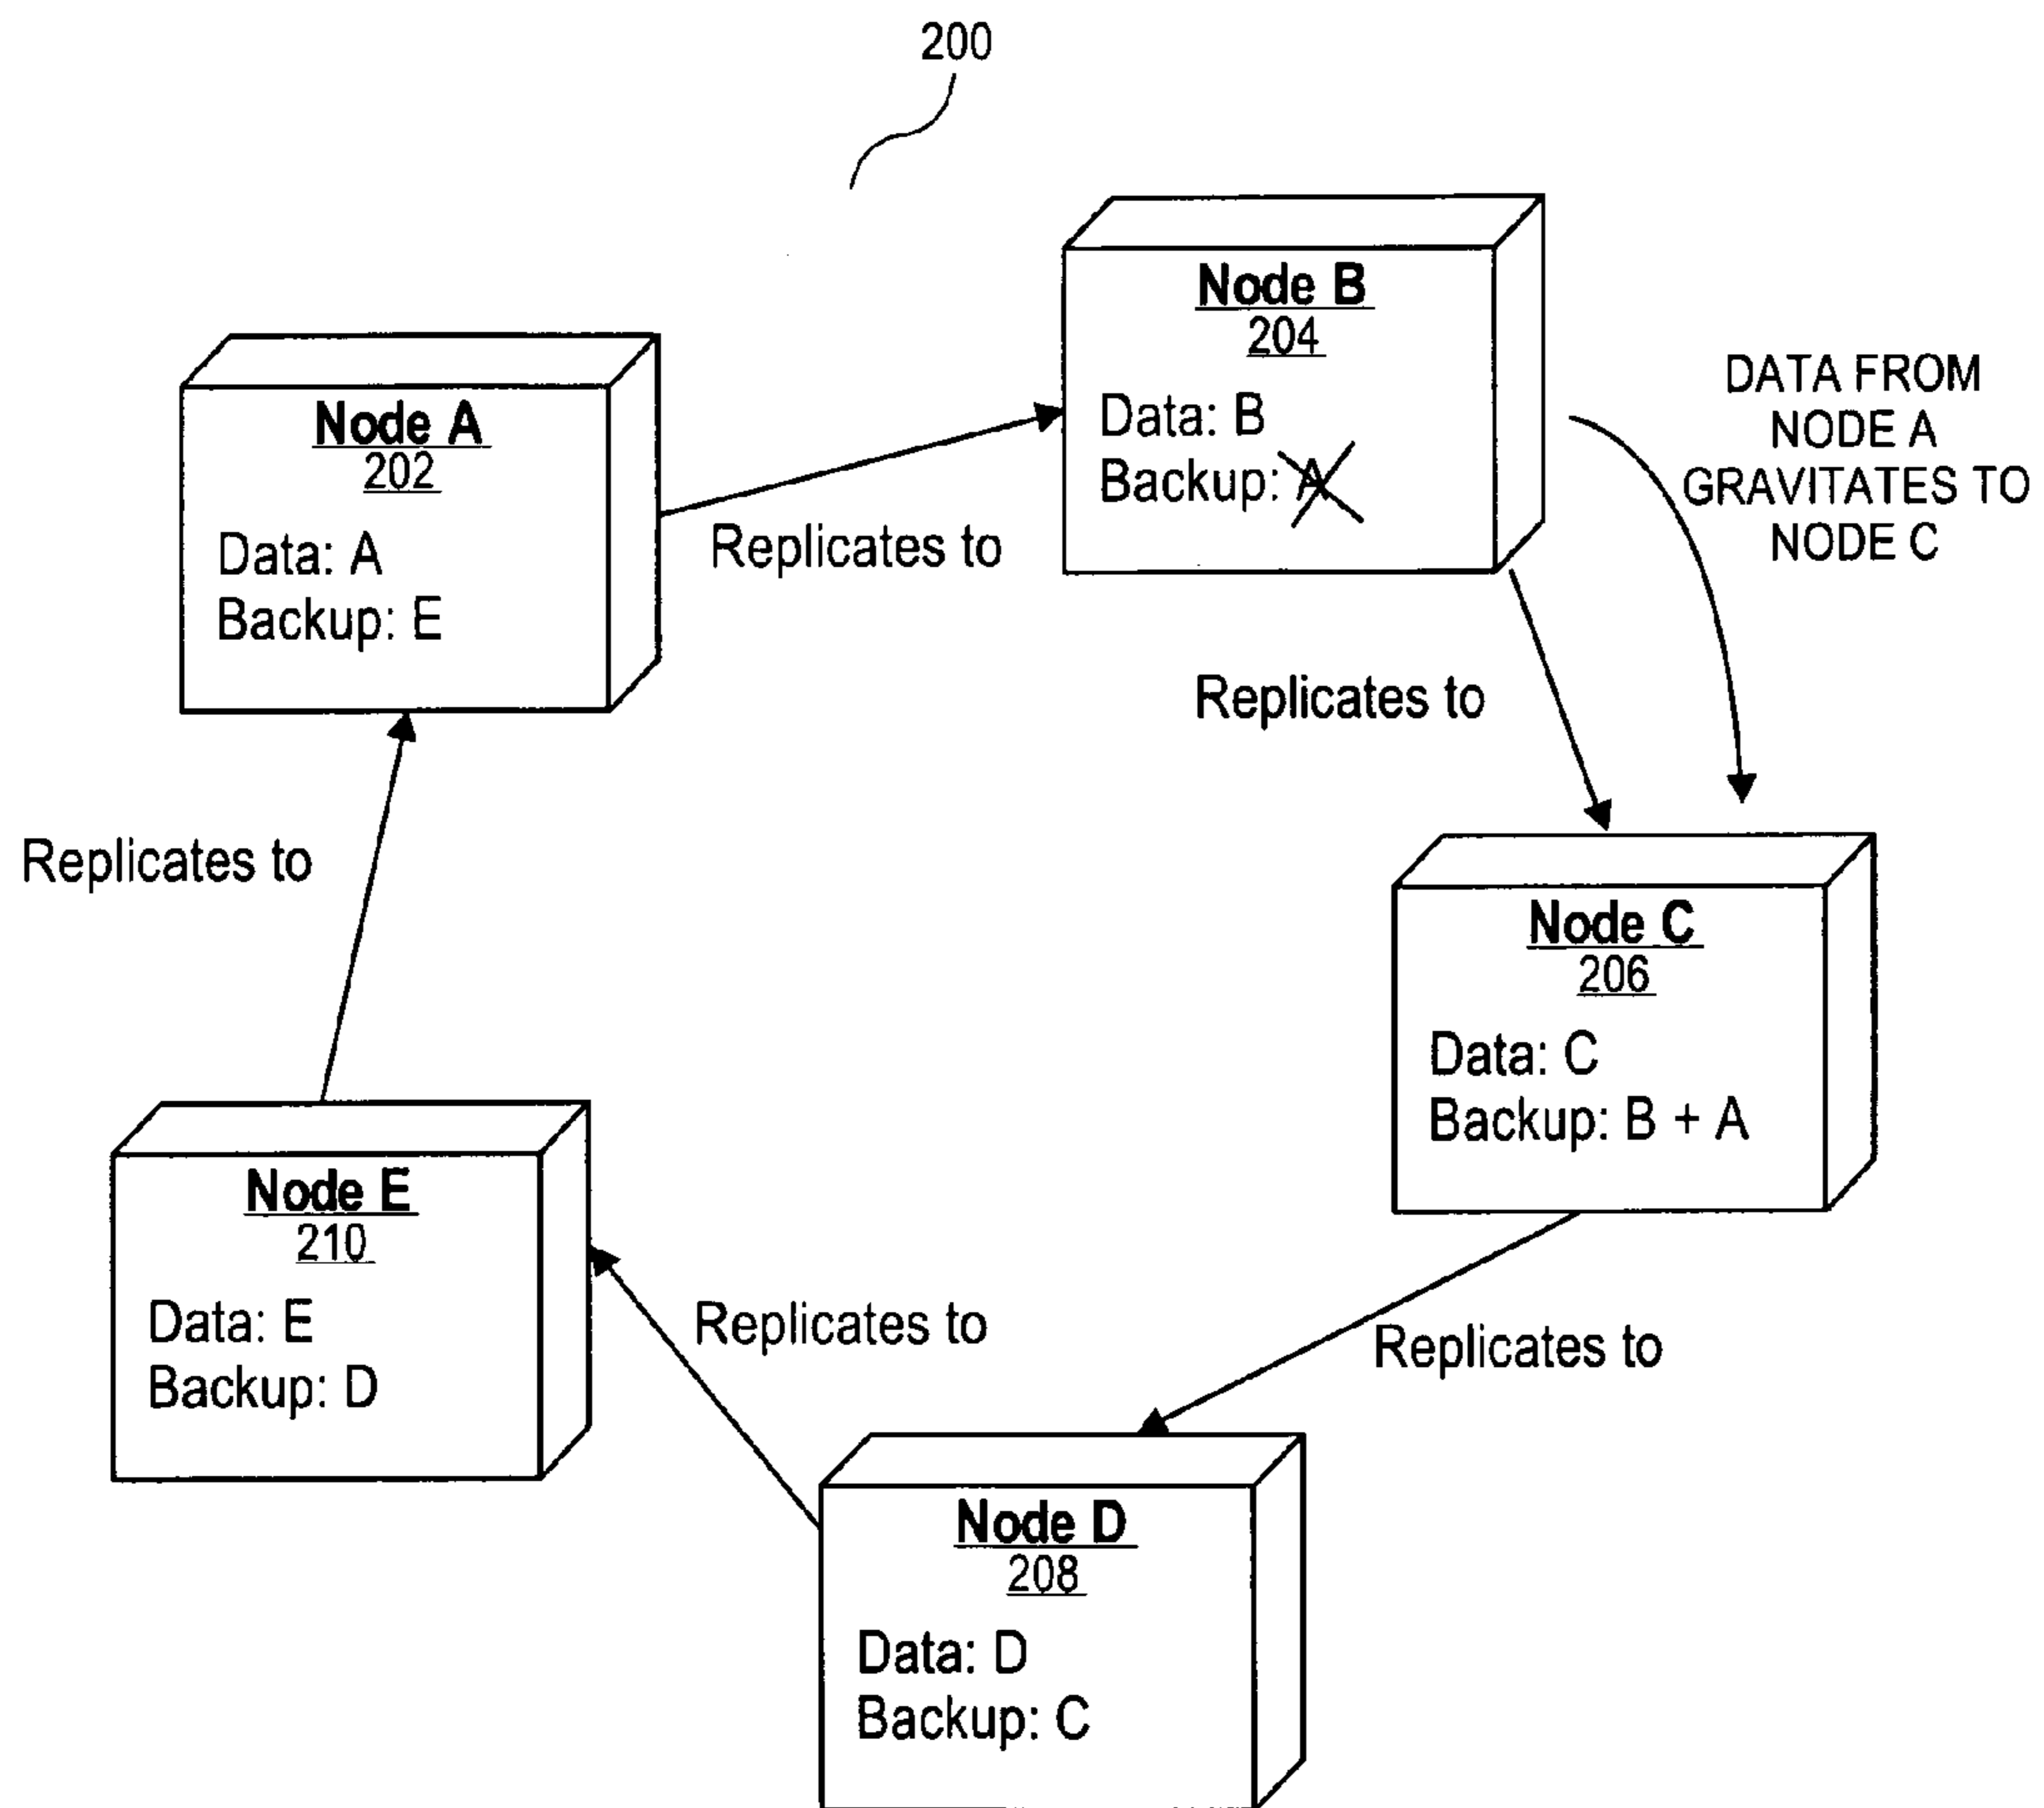 200
Node A
202
Data: A
Backup: E
Replicates to
Node B
204
Data: B
Backup: A
DATA FROM
NODE A
GRAVITATES TO
NODE C
Replicates to
Node C
206
Data: C
Backup: B + A
Replicates to
Node D
208
Data: D
Backup: C
Replicates to
Node E
210
Data: E
Backup: D
Replicates to